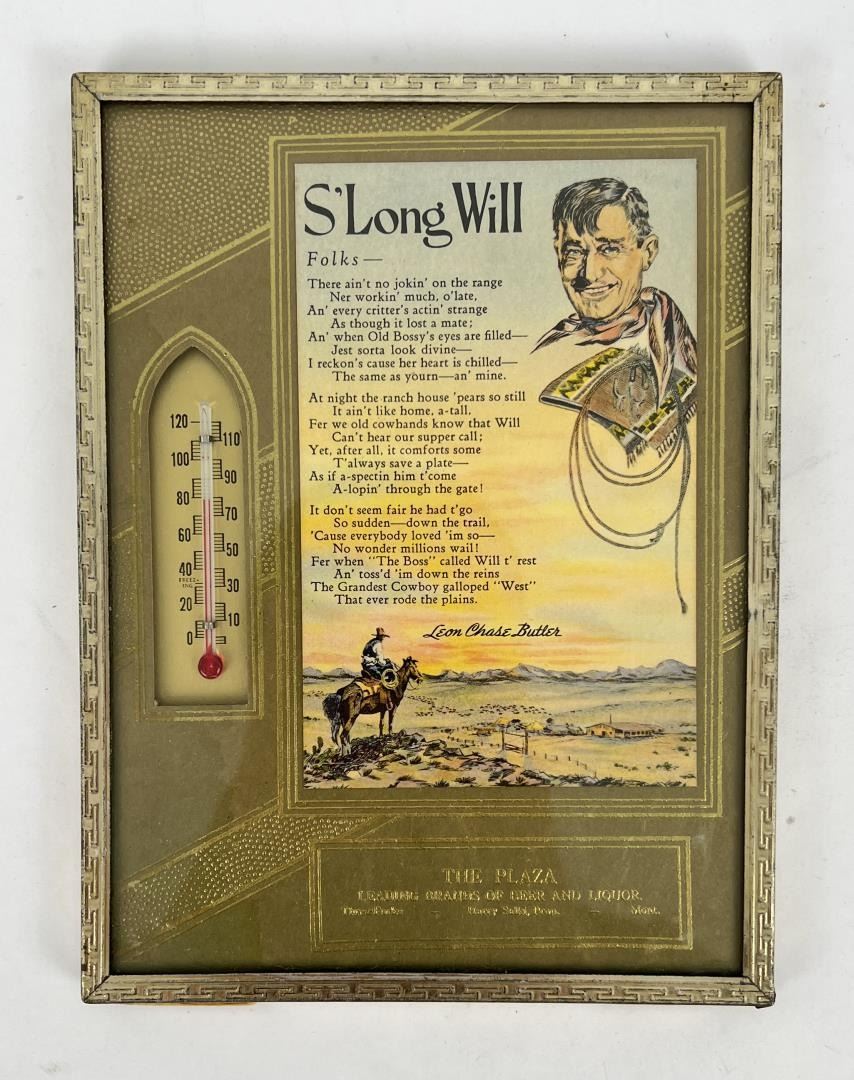 S'Long Will
Folks—
There ain't no jokin' on the range
Ner workin' much, o'late,
An' every critter's actin' strange
As though it lost a mate;
An' when Old Bossy's eyes are filled—
Jest sorta look divine—
I reckon's cause her heart is chilled—
The same as yourn—an' mine.
At night the ranch house 'pears so still
It ain't like home, a-tall,
Fer we old cowhands know that Will
Can't hear our supper call;
Yet, after all, it comforts some
T'always save a plate—
As if a-spectin him t'come
A-lopin' through the gate!
It don't seem fair he had t'go
So sudden—down the trail,
'Cause everybody loved 'im so—
No wonder millions wail!
Fer when "The Boss" called Will t' rest
An' toss'd 'im down the reins
The Grandest Cowboy galloped "West"
That ever rode the plains.
Leon Chase Butler
120
110
100
90
80
70
60
50
40
FREEZ-
ING
30
20
10
0
THE PLAZA
LEADING BRANDS OF BEER AND LIQUOR.
Three Forks - Harry - Mont.